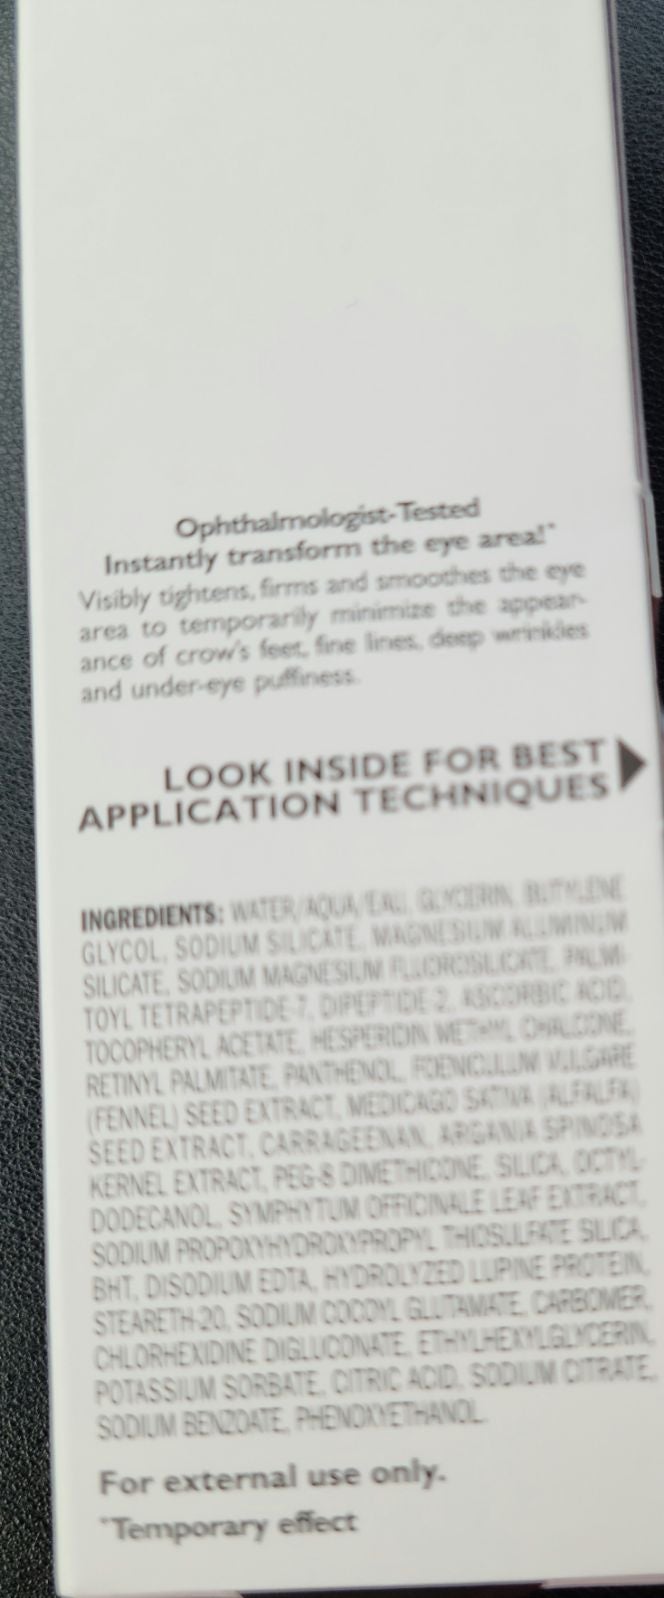 Ophthalmologist-Tested
Instantly transform the eye area!*
Visibly tightens, firms and smoothes the eye
area to temporarily minimize the appear-
ance of crow's feet, fine lines, deep wrinkles
and under-eye puffiness.
LOOK INSIDE FOR BEST
APPLICATION TECHNIQUES
INGREDIENTS: WATER/AQUA/EAU, GLYCERIN, BUTYLENE
GLYCOL, SODIUM SILICATE, MAGNESIUM ALUMINUM
SILICATE, SODIUM MAGNESIUM FLUOROSILICATE, PALMI-
TOYL TETRAPEPTIDE-7, DIPEPTIDE-2, ASCORBIC ACID,
TOCOPHERYL ACETATE, HESPERIDIN METHYL CHALCONE,
RETINYL PALMITATE, PANTHENOL, FOENICULUM VULGARE
(FENNEL) SEED EXTRACT, MEDICAGO SATIVA (ALFALFA)
SEED EXTRACT, CARRAGEENAN, ARGANIA SPINOSA
KERNEL EXTRACT, PEG-8 DIMETHICONE, SILICA, OCTYL-
DODECANOL, SYMPHYTUM OFFICINALE LEAF EXTRACT,
SODIUM PROPOXYHYDROXYPROPYL THIOSULFATE SILICA,
BHT, DISODIUM EDTA, HYDROLYZED LUPINE PROTEIN,
STEARETH-20, SODIUM COCOYL GLUTAMATE, CARBOMER,
CHLORHEXIDINE DIGLUCONATE, ETHYLHEXYLGLYCERIN,
POTASSIUM SORBATE, CITRIC ACID, SODIUM CITRATE,
SODIUM BENZOATE, PHENOXYETHANOL.
For external use only.
*Temporary effect